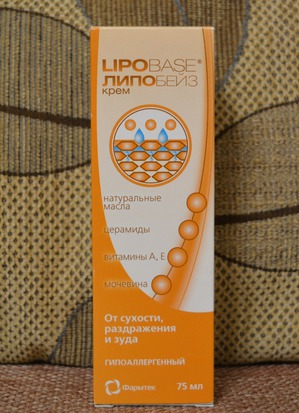 LIPOBASE®
ЛИПОБЕЙЗ
крем
натуральные
масла
церамиды
витамины А, Е
мочевина
От сухости,
раздражения
и зуда
ГИПОАЛЛЕРГЕННЫЙ
Фармтек 75 мл